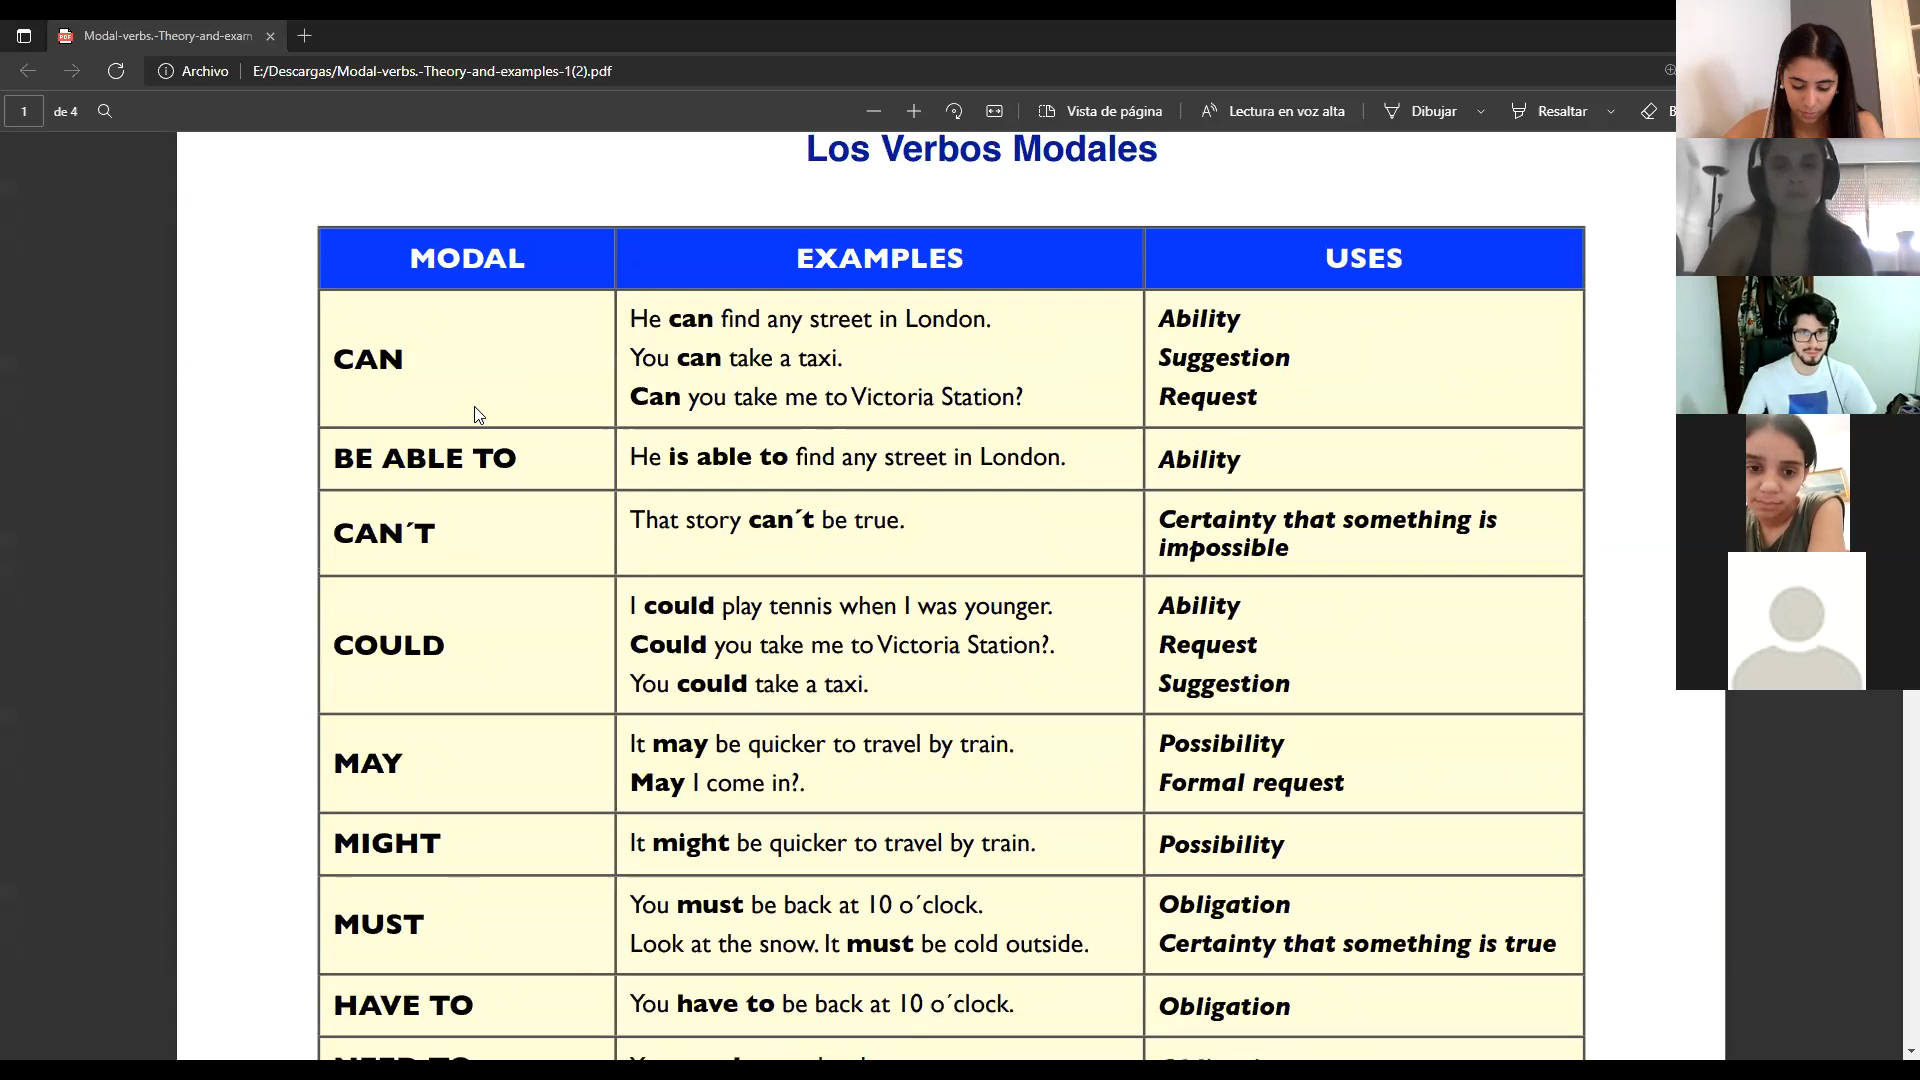 Modal-verbs.-Theory-and-exam
Archivo
E:/Descargas/Modal-verbs.-Theory-and-examples-1(2).pdf
1 de 4
Vista de página
Lectura en voz alta
Dibujar
Resaltar
Los Verbos Modales
MODAL EXAMPLES USES
CAN
He can find any street in London.
You can take a taxi.
Can you take me to Victoria Station?
Ability
Suggestion
Request
BE ABLE TO
He is able to find any street in London.
Ability
CAN´T
That story can´t be true.
Certainty that something is
impossible
COULD
I could play tennis when I was younger.
Could you take me to Victoria Station?.
You could take a taxi.
Ability
Request
Suggestion
MAY
It may be quicker to travel by train.
May I come in?.
Possibility
Formal request
MIGHT
It might be quicker to travel by train.
Possibility
MUST
You must be back at 10 o´clock.
Look at the snow. It must be cold outside.
Obligation
Certainty that something is true
HAVE TO
You have to be back at 10 o´clock.
Obligation